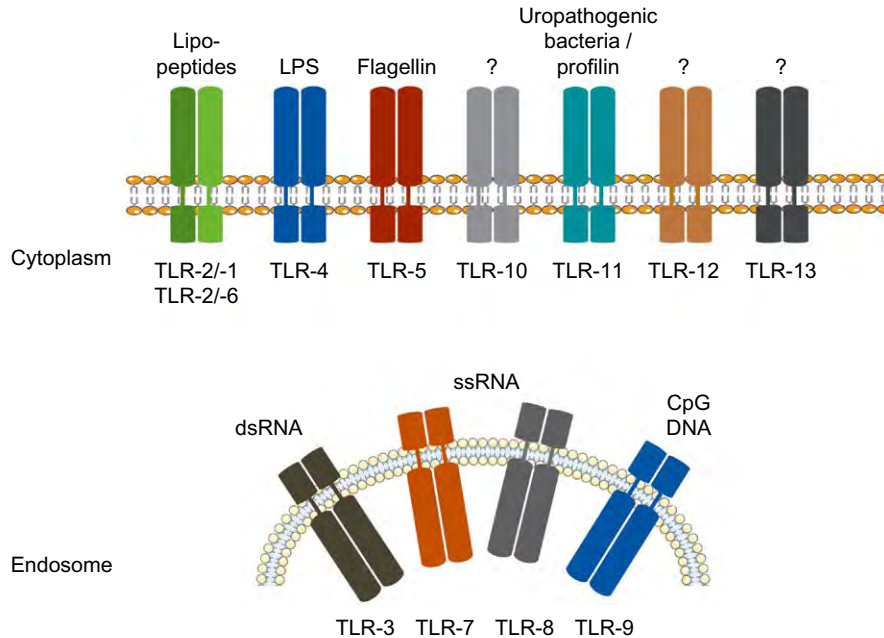 Uropathogenic
bacteria /
profilin
Lipo-
peptides
LPS
Flagellin
?
?
?
Cytoplasm
TLR-2/-1
TLR-2/-6
TLR-4
TLR-5
TLR-10
TLR-11
TLR-12
TLR-13
ssRNA
dsRNA
CpG
DNA
Endosome
TLR-3
TLR-7
TLR-8
TLR-9